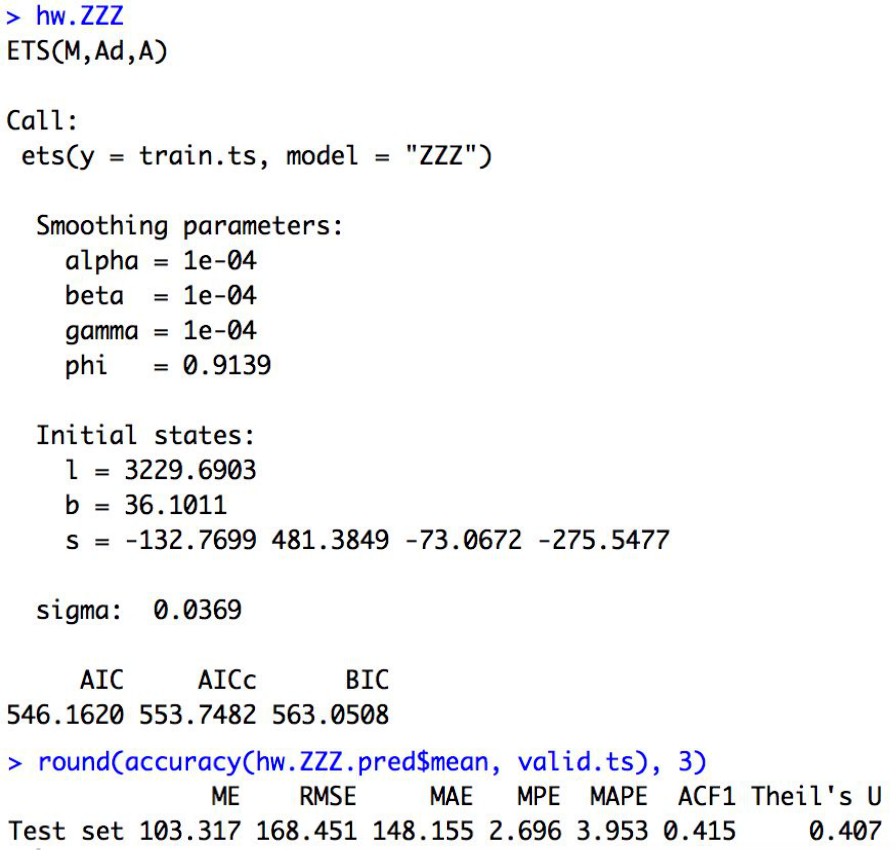 > hw.ZZZ
ETS(M,Ad,A)
Call:
ets(y = train.ts, model = "ZZZ")
Smoothing parameters:
alpha = 1e-04
beta = 1e-04
gamma = 1e-04
phi = 0.9139
Initial states:
l = 3229.6903
b = 36.1011
s = -132.7699 481.3849 -73.0672 -275.5477
sigma: 0.0369
AIC AICc BIC
546.1620 553.7482 563.0508
> round(accuracy(hw.ZZZ.pred$mean, valid.ts), 3)
ME RMSE MAE MPE MAPE ACF1 Theil's U
Test set 103.317 168.451 148.155 2.696 3.953 0.415 0.407